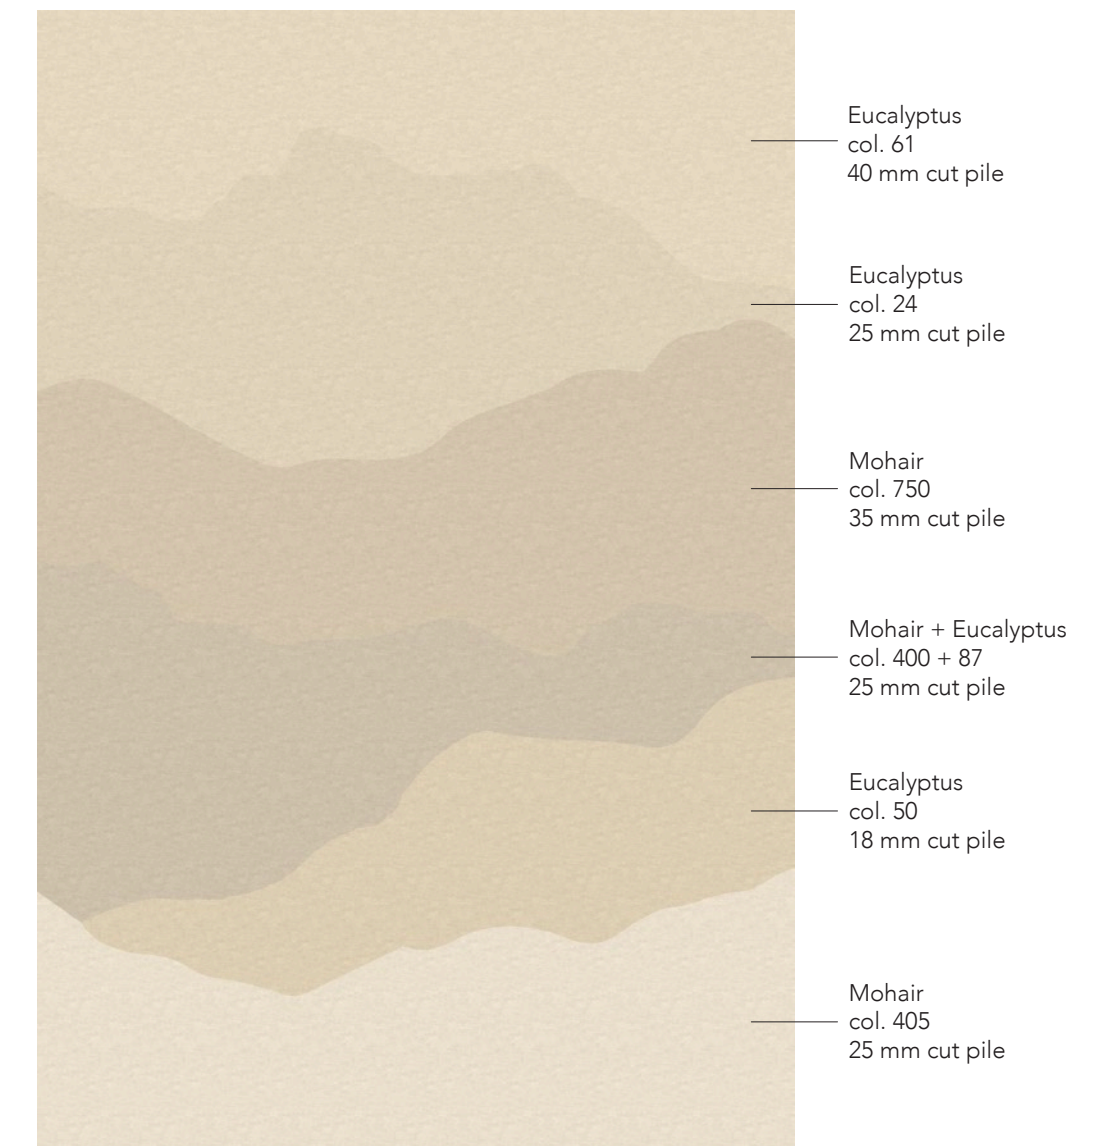 Eucalyptus
col. 61
40 mm cut pile
Eucalyptus
col. 24
25 mm cut pile
Mohair
col. 750
35 mm cut pile
Mohair + Eucalyptus
col. 400 + 87
25 mm cut pile
Eucalyptus
col. 50
18 mm cut pile
Mohair
col. 405
25 mm cut pile